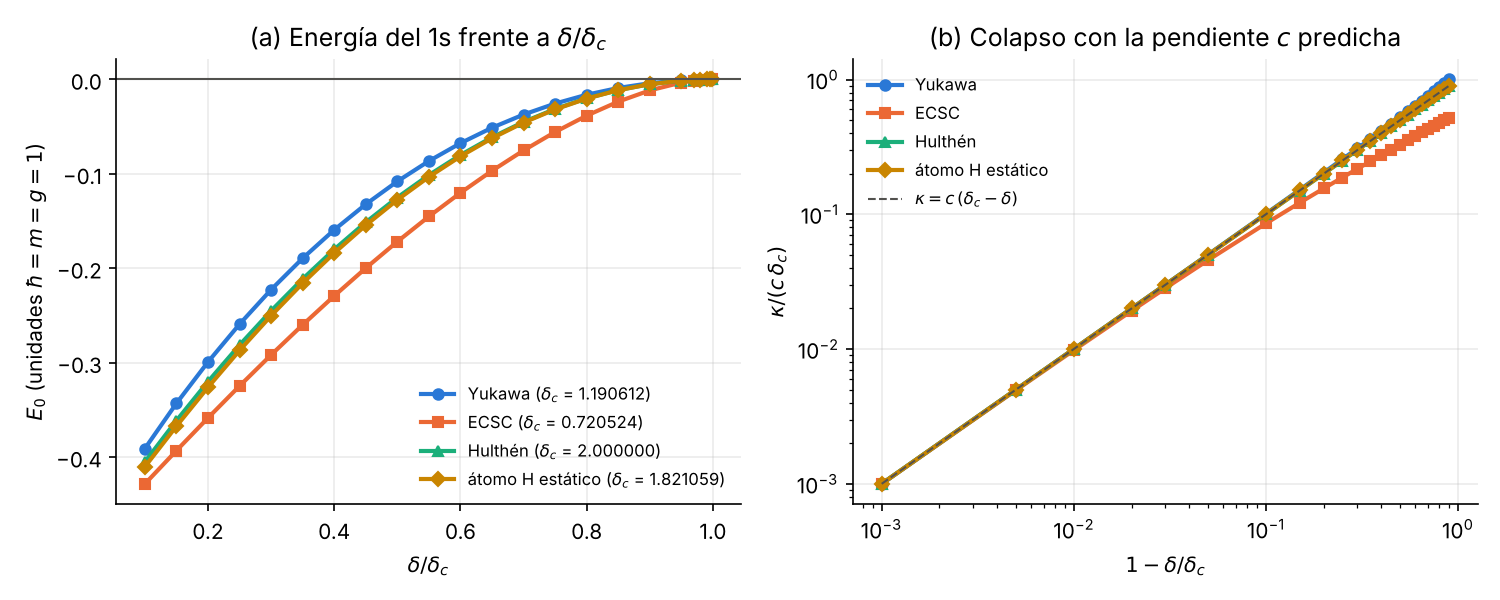 (a) Energía del 1s frente a δ/δ_c
E_0 (unidades ħ = m = g = 1)
0.0
−0.1
−0.2
−0.3
−0.4
Yukawa (δ_c = 1.190612)
ECSC (δ_c = 0.720524)
Hulthén (δ_c = 2.000000)
átomo H estático (δ_c = 1.821059)
0.2 0.4 0.6 0.8 1.0
δ/δ_c
(b) Colapso con la pendiente c predicha
κ/(c δ_c)
10^0
10^−1
10^−2
10^−3
Yukawa
ECSC
Hulthén
átomo H estático
κ = c (δ_c − δ)
10^−3 10^−2 10^−1 10^0
1 − δ/δ_c